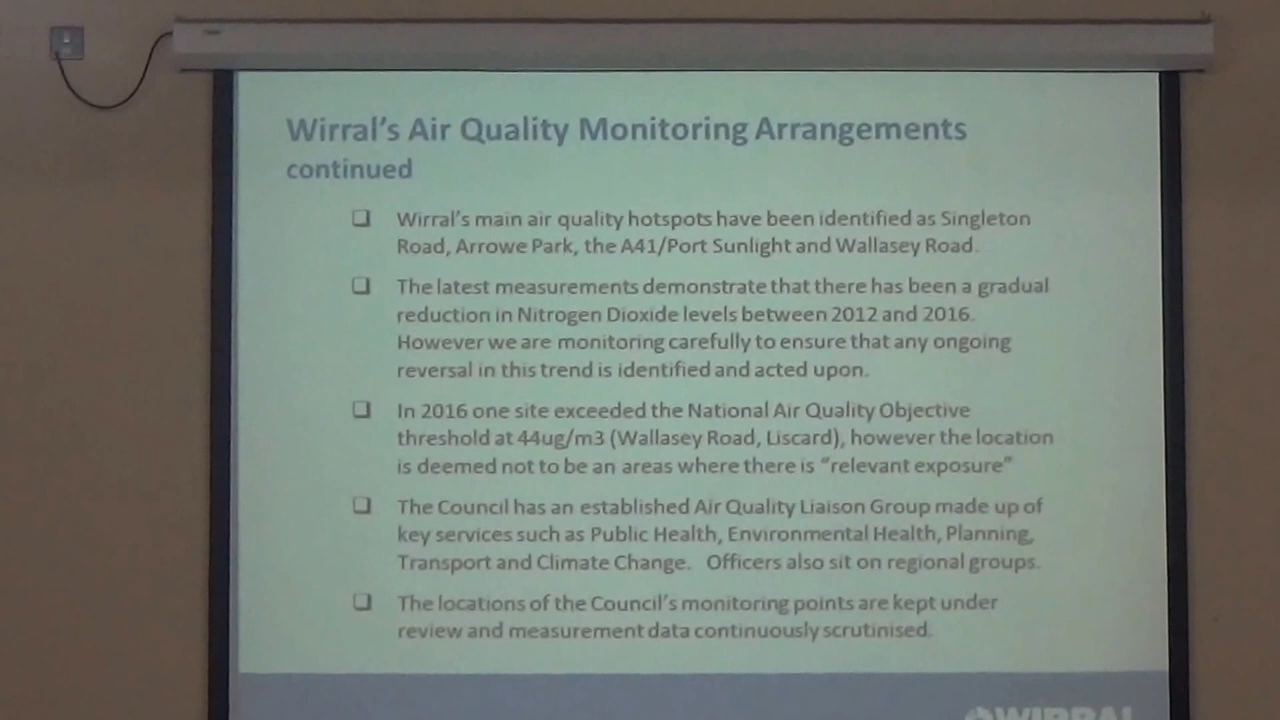 Wirral's Air Quality Monitoring Arrangements
continued
Wirral's main air quality hotspots have been identified as Singleton
Road, Arrowe Park, the A41/Port Sunlight and Wallasey Road.
The latest measurements demonstrate that there has been a gradual
reduction in Nitrogen Dioxide levels between 2012 and 2016.
However we are monitoring carefully to ensure that any ongoing
reversal in this trend is identified and acted upon.
In 2016 one site exceeded the National Air Quality Objective
threshold at 44ug/m3 (Wallasey Road, Liscard), however the location
is deemed not to be an areas where there is "relevant exposure"
The Council has an established Air Quality Liaison Group made up of
key services such as Public Health, Environmental Health, Planning,
Transport and Climate Change. Officers also sit on regional groups.
The locations of the Council's monitoring points are kept under
review and measurement data continuously scrutinised.
WIRRAL